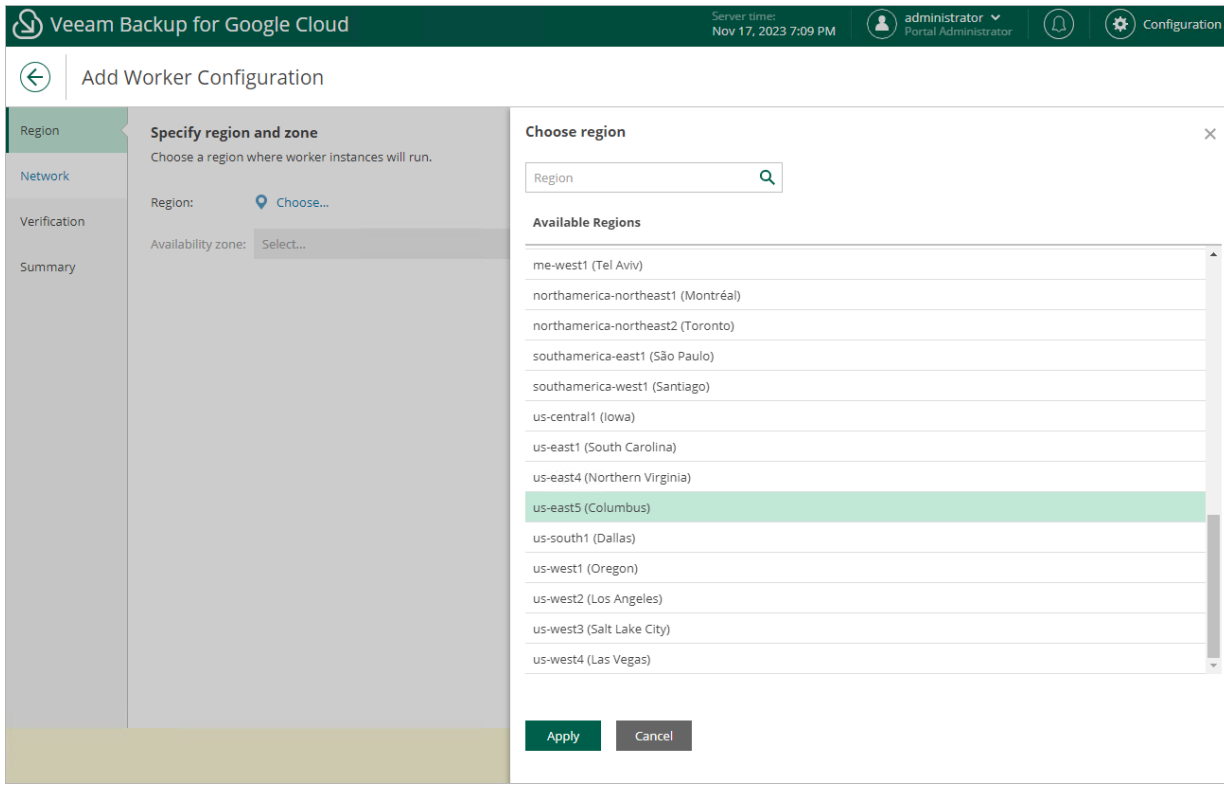 Veeam Backup for Google Cloud
Server time:
Nov 17, 2023 7:09 PM
administrator
Portal Administrator
Configuration
Add Worker Configuration
Region
Network
Verification
Summary
Specify region and zone
Choose a region where worker instances will run.
Region: Choose...
Availability zone: Select...
Choose region
Region
Available Regions
me-west1 (Tel Aviv)
northamerica-northeast1 (Montréal)
northamerica-northeast2 (Toronto)
southamerica-east1 (São Paulo)
southamerica-west1 (Santiago)
us-central1 (Iowa)
us-east1 (South Carolina)
us-east4 (Northern Virginia)
us-east5 (Columbus)
us-south1 (Dallas)
us-west1 (Oregon)
us-west2 (Los Angeles)
us-west3 (Salt Lake City)
us-west4 (Las Vegas)
Apply Cancel